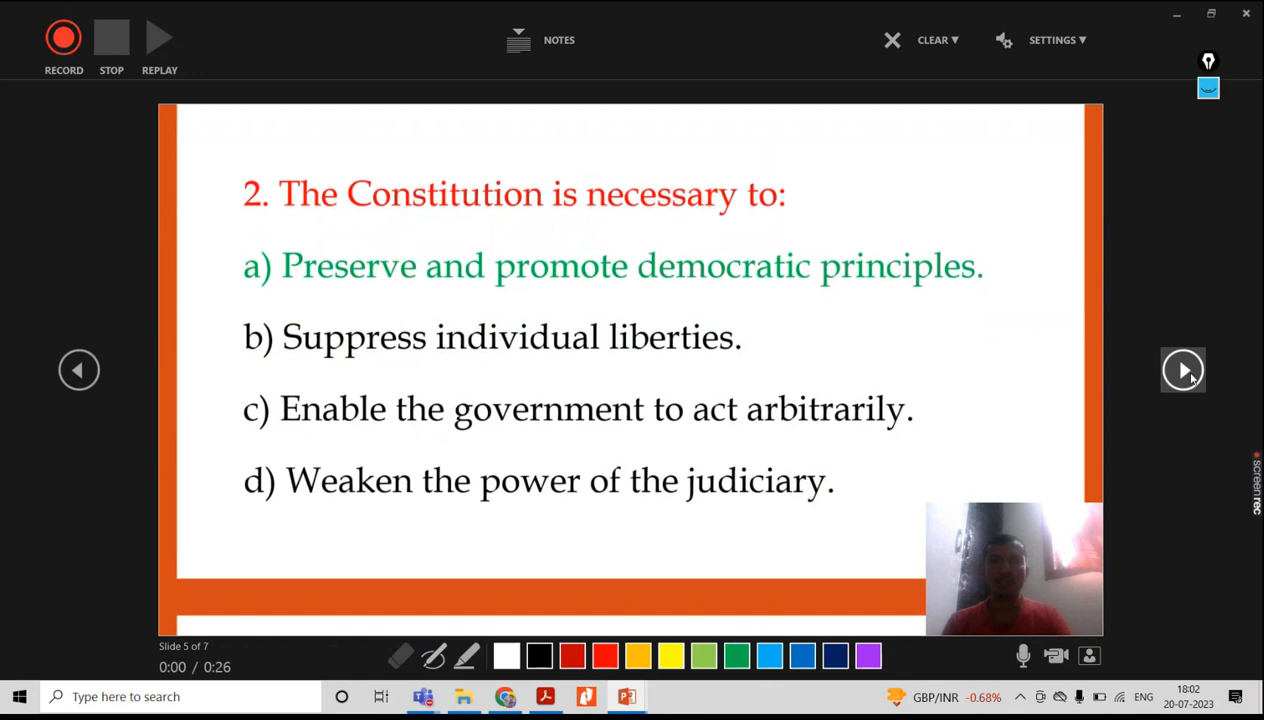 RECORD STOP REPLAY
NOTES
CLEAR ▼
SETTINGS ▼
2. The Constitution is necessary to:
a) Preserve and promote democratic principles.
b) Suppress individual liberties.
c) Enable the government to act arbitrarily.
d) Weaken the power of the judiciary.
screenrec
Slide 5 of 7
0:00 / 0:26
Type here to search
GBP/INR -0.68%
ENG
18:02
20-07-2023